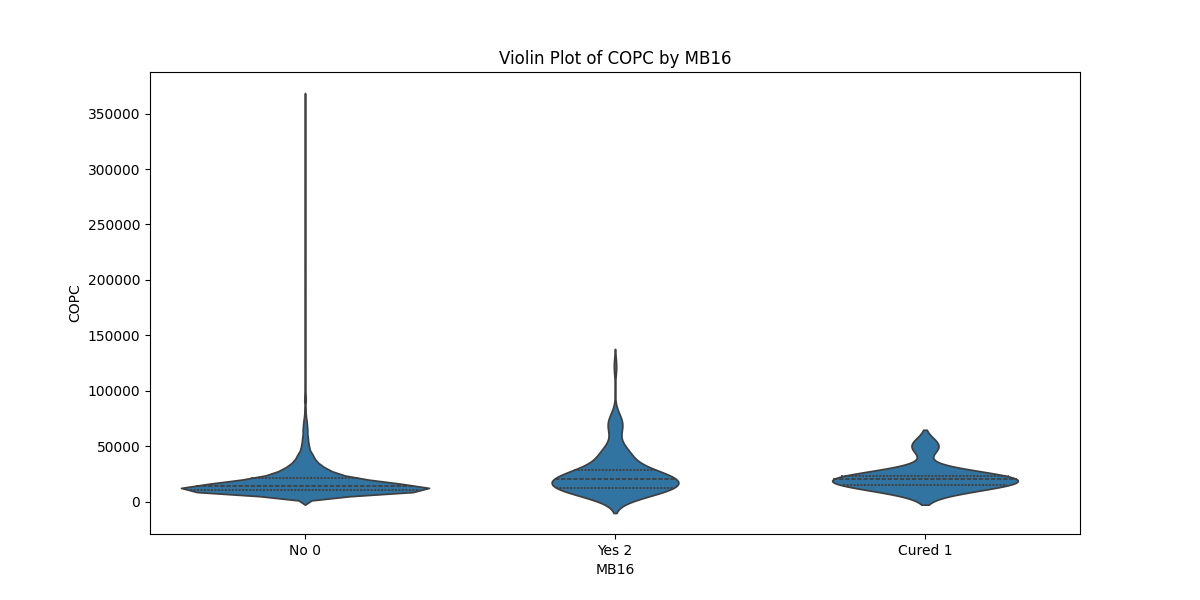 Violin Plot of COPC by MB16
350000
300000
250000
200000
150000
100000
50000
0
COPC
No 0
Yes 2
Cured 1
MB16